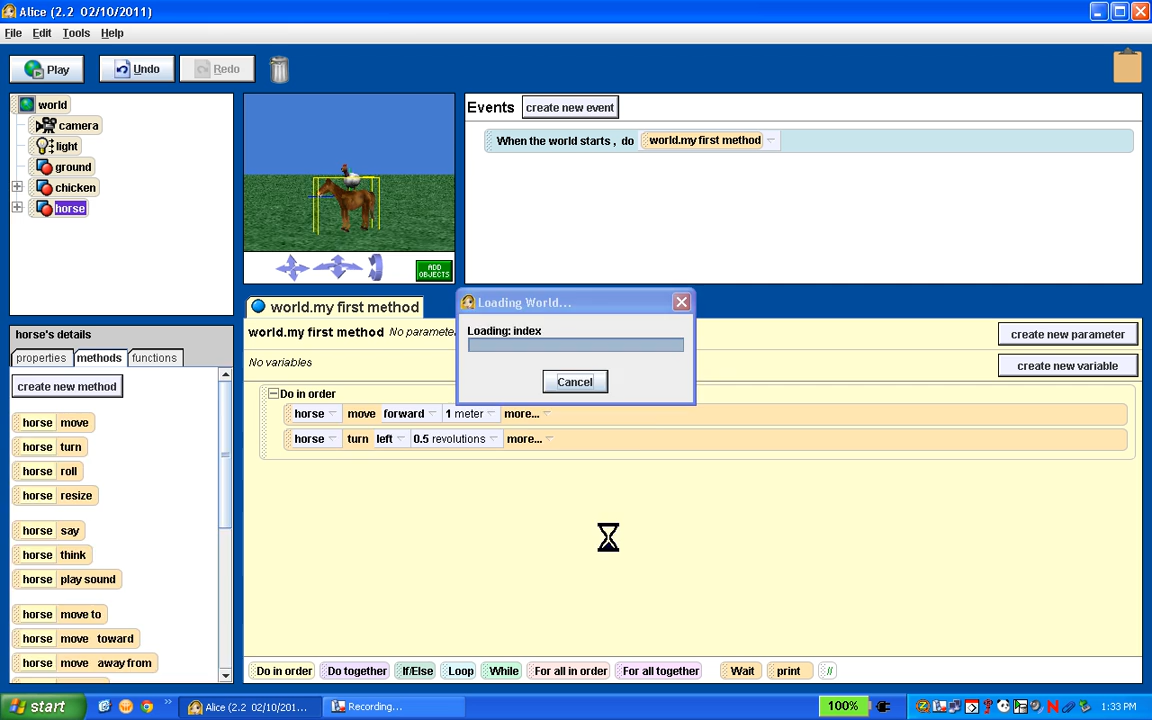 Alice (2.2 02/10/2011)
File Edit Tools Help
Play Undo Redo
world
camera
light
ground
chicken
horse
ADD
OBJECTS
Events create new event
When the world starts , do world.my first method
horse's details
properties methods functions
create new method
horse move
horse turn
horse roll
horse resize
horse say
horse think
horse play sound
horse move to
horse move toward
horse move away from
world.my first method
world.my first method No paramete
create new parameter
No variables
create new variable
Loading World...
Loading: index
Cancel
Do in order
horse move forward 1 meter more...
horse turn left 0.5 revolutions more...
Do in order Do together If/Else Loop While For all in order For all together Wait print //
start Alice (2.2 02/10/201... Recording... 100% 1:33 PM